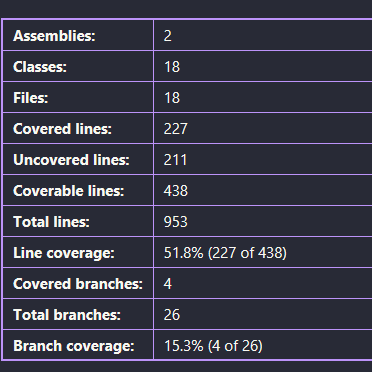 Assemblies: 2
Classes: 18
Files: 18
Covered lines: 227
Uncovered lines: 211
Coverable lines: 438
Total lines: 953
Line coverage: 51.8% (227 of 438)
Covered branches: 4
Total branches: 26
Branch coverage: 15.3% (4 of 26)